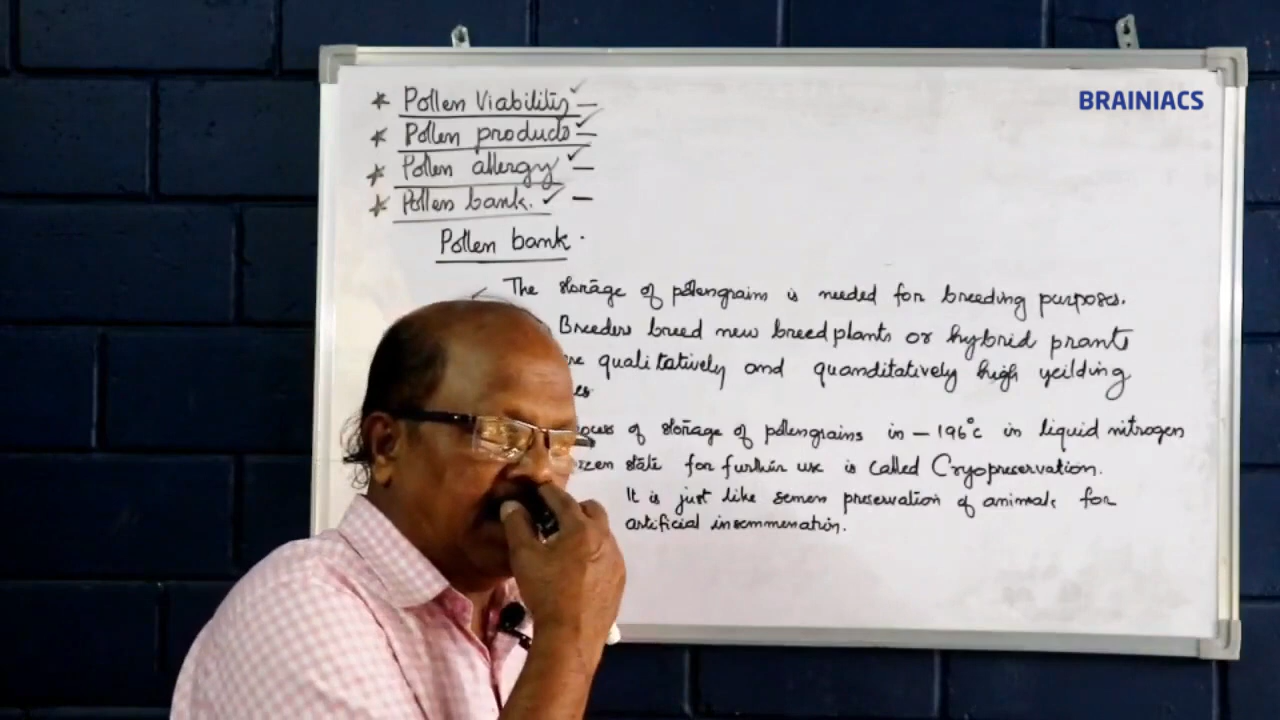 BRAINIACS
* Pollen Viability ✓ —
* Pollen products ✓ —
* Pollen allergy ✓ —
* Pollen bank. ✓ —
Pollen bank.
The storage of pollengrains is needed for breeding purposes.
Breeders breed new breed plants or hybrid prants
qualitatively and quanditatively high yeilding
of storage of pollengrains in - 196°c in liquid nitrogen
state for further use is called Cryopreservation.
It is just like semen preservation of animals for
artificial insemmenation.